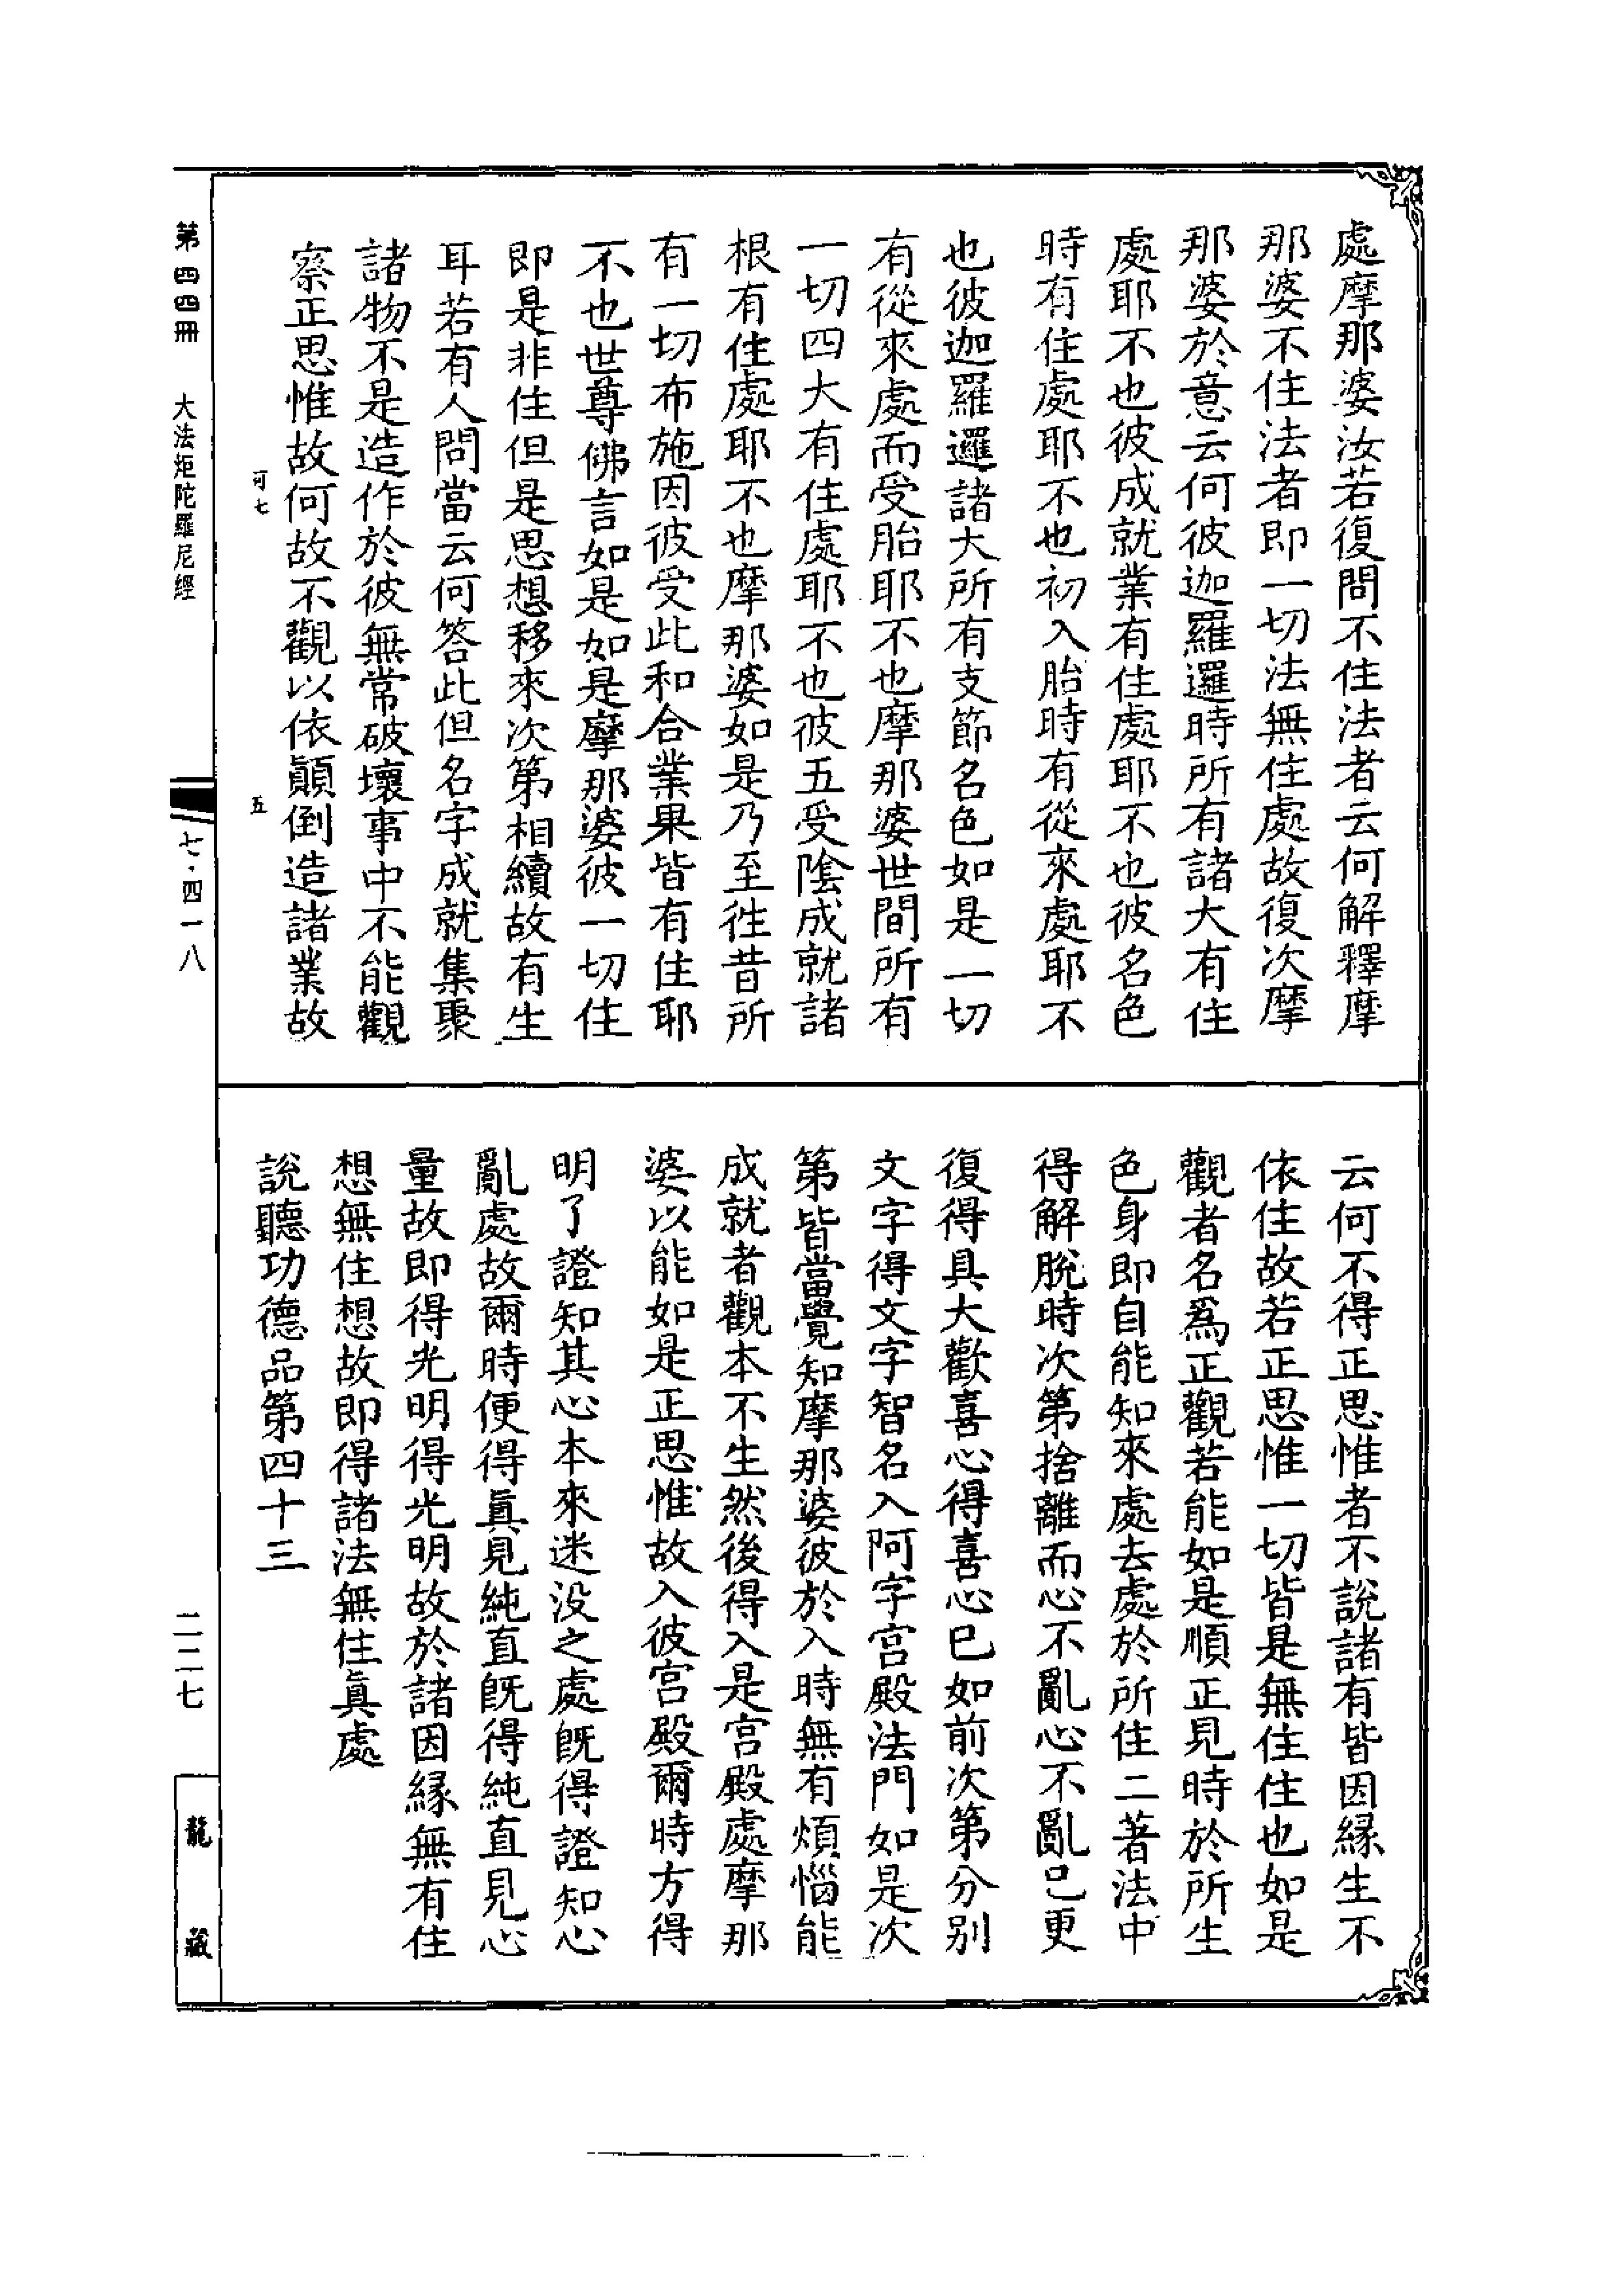 處摩那婆汝若復問不住法者云何解釋摩
那婆不住法者即一切法無住處故復次摩
那婆於意云何彼迦羅邏時所有諸大有住
處耶不也彼成就業有住處耶不也彼名色
時有住處耶不也初入胎時有從來處耶不
也彼迦羅邏諸大所有支節名色如是一切
有從來處而受胎耶不也摩那婆世間所有
一切四大有住處耶不也彼五受陰成就諸
根有住處耶不也摩那婆如是乃至徃昔所
有一切布施因彼受此和合業果皆有住耶
不也世尊佛言如是如是摩那婆彼一切住
即是非住但是思想移來次第相續故有生
耳若有人問當云何答此但名字成就集聚
諸物不是造作於彼無常破壞事中不能觀
察正思惟故何故不觀以依顛倒造諸業故
云何不得正思惟者不說諸有皆因緣生不
依住故若正思惟一切皆是無住住也如是
觀者名爲正觀若能如是順正見時於所生
色身即自能知來處去處於所住二著法中
得解脫時次第捨離而心不亂心不亂已更
復得具大歡喜心得喜心已如前次第分別
文字得文字智名入阿字宮殿法門如是次
第皆當覺知摩那婆彼於入時無有煩惱能
成就者觀本不生然後得入是宮殿處摩那
婆以能如是正思惟故入彼宮殿爾時方得
明了證知其心本來迷没之處旣得證知心
亂處故爾時便得眞見純直旣得純直見心
量故即得光明得光明故於諸因緣無有住
想無住想故即得諸法無住眞處
說聽功德品第四十三
可七
五
第四四冊
大法炬陀羅尼經
七·四一八
二二七
龍藏